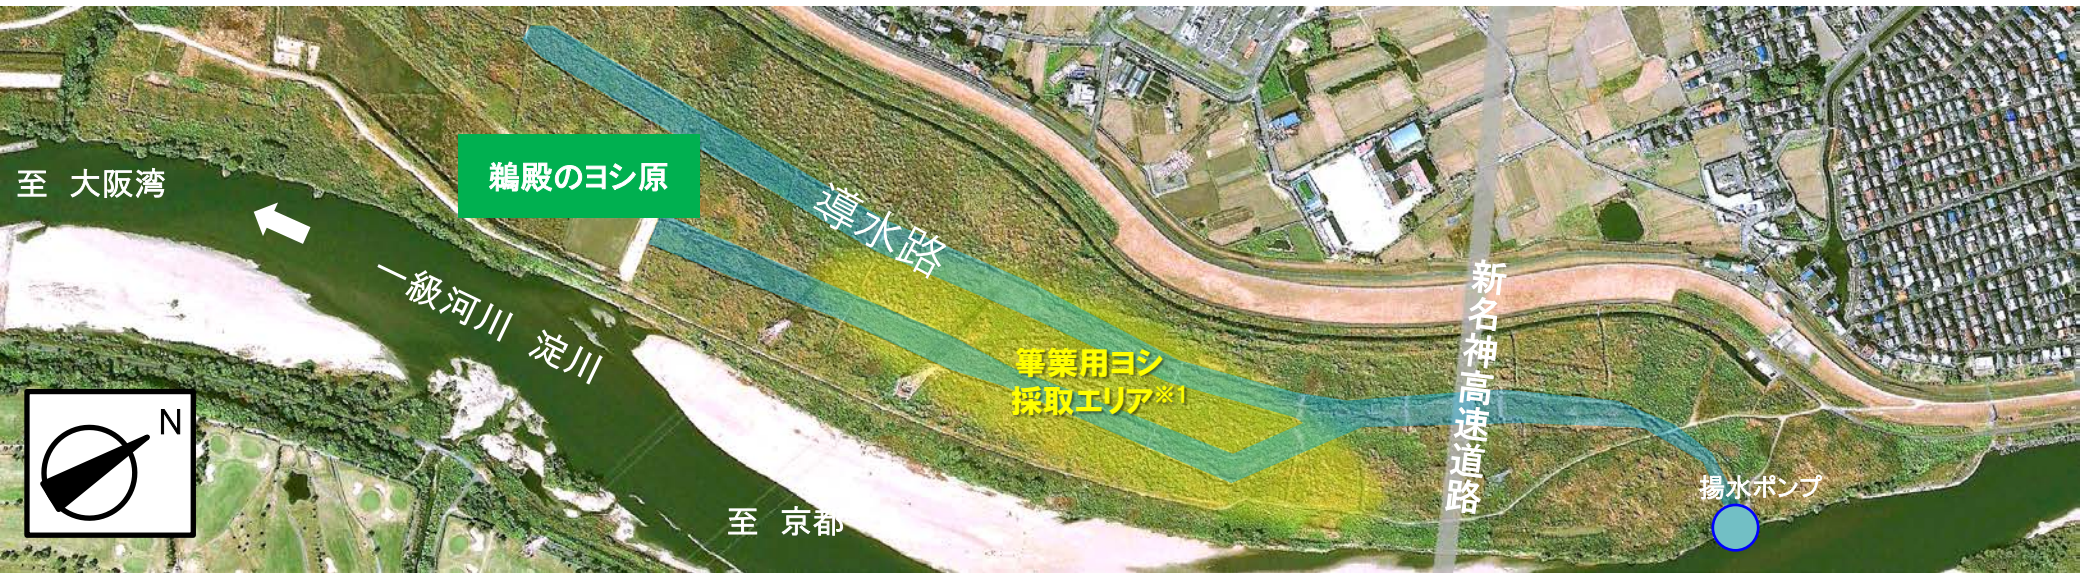 鵜殿のヨシ原
至 大阪湾
導水路
一級河川 淀川
新名神高速道路
篳篥用ヨシ
採取エリア※1
N
揚水ポンプ
至 京都